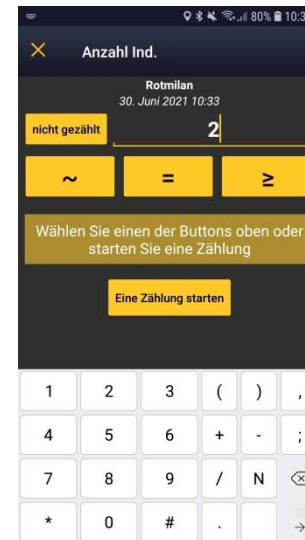 80% 10:3
Anzahl Ind.
Rotmilan
30. Juni 2021 10:33
nicht gezählt 2
~ = ≥
Wählen Sie einen der Buttons oben oder
starten Sie eine Zählung
Eine Zählung starten
1 2 3 ( ) ,
4 5 6 + - ;
7 8 9 / N
* 0 # .